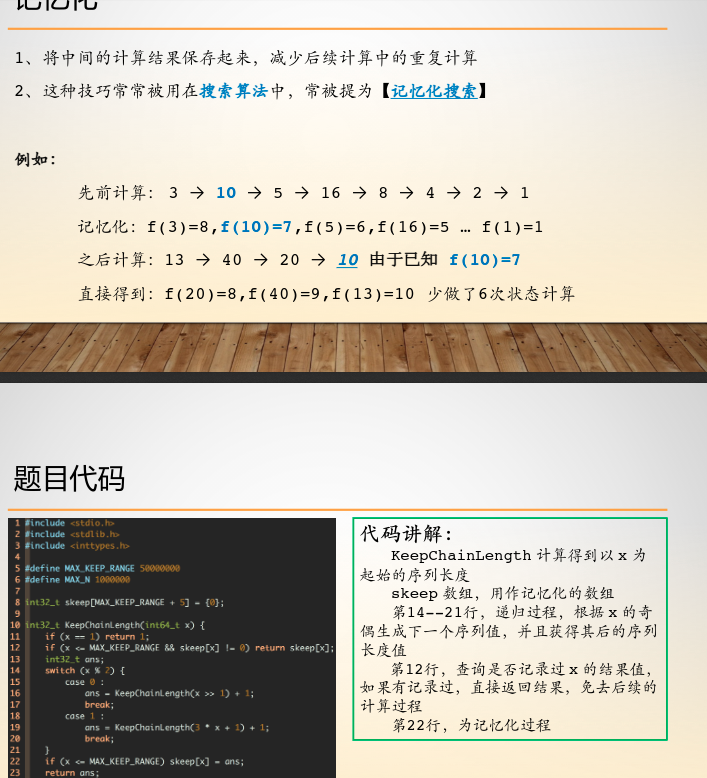 记忆化
1、将中间的计算结果保存起来，减少后续计算中的重复计算
2、这种技巧常常被用在搜索算法中，常被提为【记忆化搜索】
例如：
先前计算： 3 → 10 → 5 → 16 → 8 → 4 → 2 → 1
记忆化：f(3)=8,f(10)=7,f(5)=6,f(16)=5 … f(1)=1
之后计算：13 → 40 → 20 → 10 由于已知 f(10)=7
直接得到：f(20)=8,f(40)=9,f(13)=10 少做了6次状态计算
题目代码
1 #include <stdio.h>
2 #include <stdlib.h>
3 #include <inttypes.h>
4
5 #define MAX_KEEP_RANGE 50000000
6 #define MAX_N 1000000
7
8 int32_t skeep[MAX_KEEP_RANGE + 5] = {0};
9
10 int32_t KeepChainLength(int64_t x) {
11     if (x == 1) return 1;
12     if (x <= MAX_KEEP_RANGE && skeep[x] != 0) return skeep[x];
13     int32_t ans;
14     switch (x % 2) {
15         case 0 :
16             ans = KeepChainLength(x >> 1) + 1;
17             break;
18         case 1 :
19             ans = KeepChainLength(3 * x + 1) + 1;
20             break;
21     }
22     if (x <= MAX_KEEP_RANGE) skeep[x] = ans;
23     return ans;
代码讲解：
KeepChainLength 计算得到以 x 为
起始的序列长度
skeep 数组，用作记忆化的数组
第14--21行，递归过程，根据 x 的奇
偶生成下一个序列值，并且获得其后的序列
长度值
第12行，查询是否记录过 x 的结果值，
如果有记录过，直接返回结果，免去后续的
计算过程
第22行，为记忆化过程